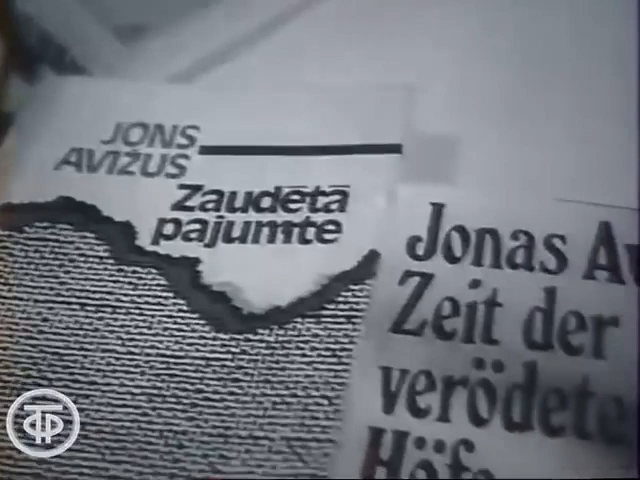 JONS
AVIŽUS
Zaudētā
pajumte
Jonas
Zeit der
verödete